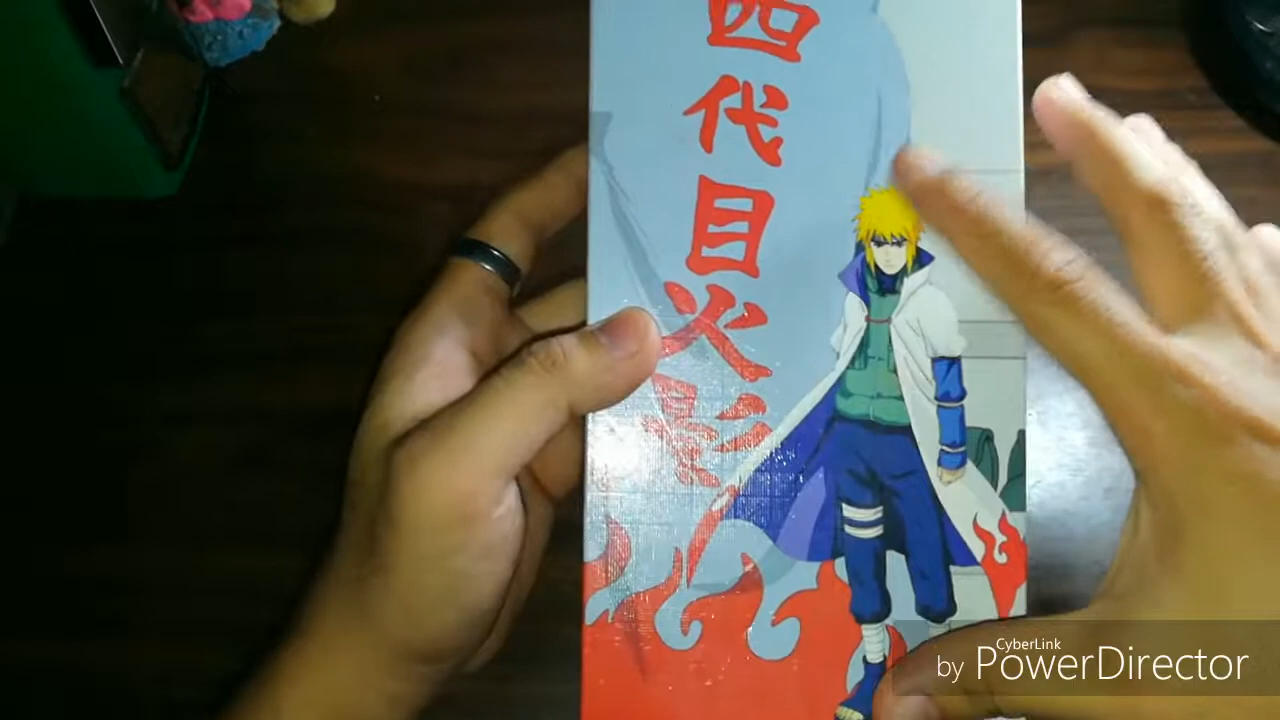 四代目火影
CyberLink
by PowerDirector